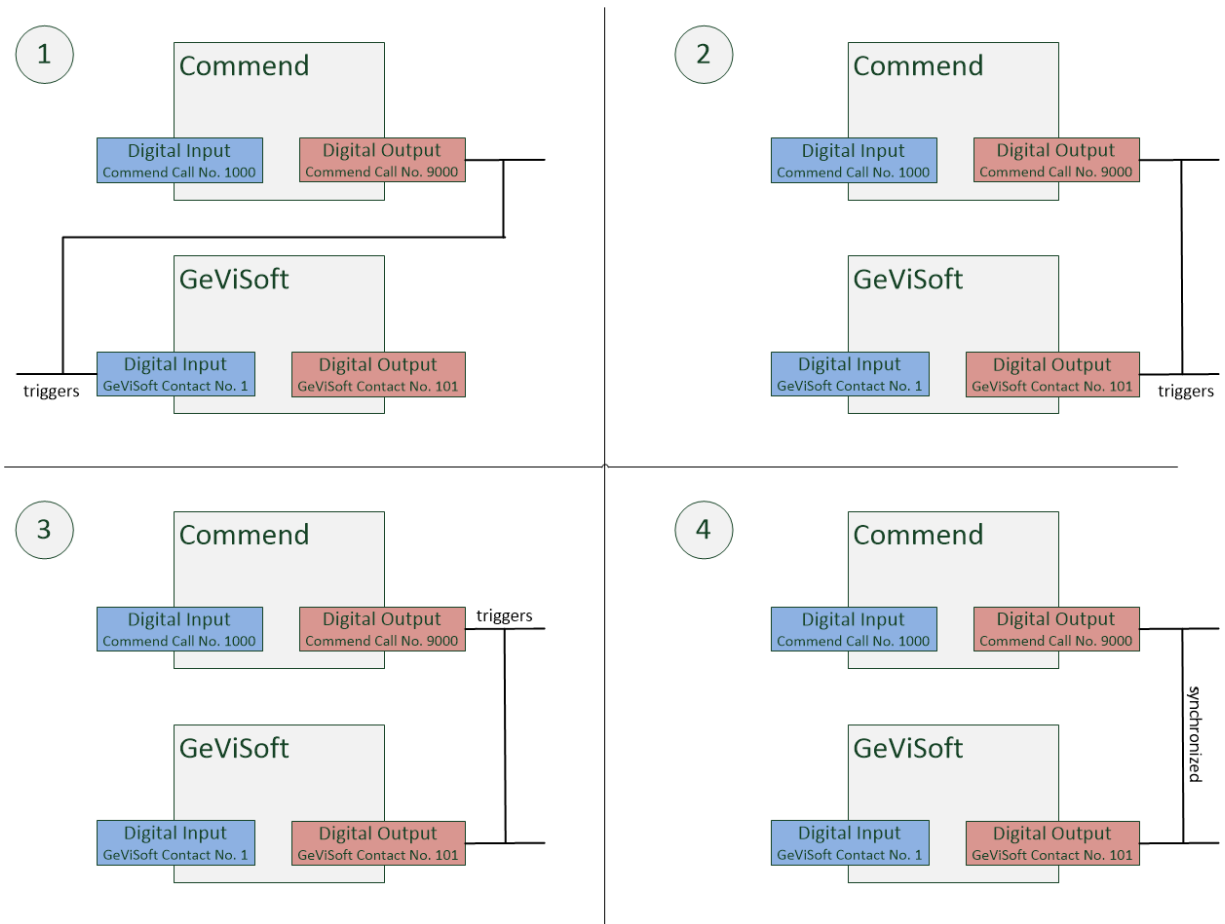 1
Commend
Digital Input
Commend Call No. 1000
Digital Output
Commend Call No. 9000
GeViSoft
Digital Input
GeViSoft Contact No. 1
Digital Output
GeViSoft Contact No. 101
triggers
2
Commend
Digital Input
Commend Call No. 1000
Digital Output
Commend Call No. 9000
GeViSoft
Digital Input
GeViSoft Contact No. 1
Digital Output
GeViSoft Contact No. 101
triggers
3
Commend
Digital Input
Commend Call No. 1000
Digital Output
Commend Call No. 9000
triggers
GeViSoft
Digital Input
GeViSoft Contact No. 1
Digital Output
GeViSoft Contact No. 101
4
Commend
Digital Input
Commend Call No. 1000
Digital Output
Commend Call No. 9000
synchronized
GeViSoft
Digital Input
GeViSoft Contact No. 1
Digital Output
GeViSoft Contact No. 101